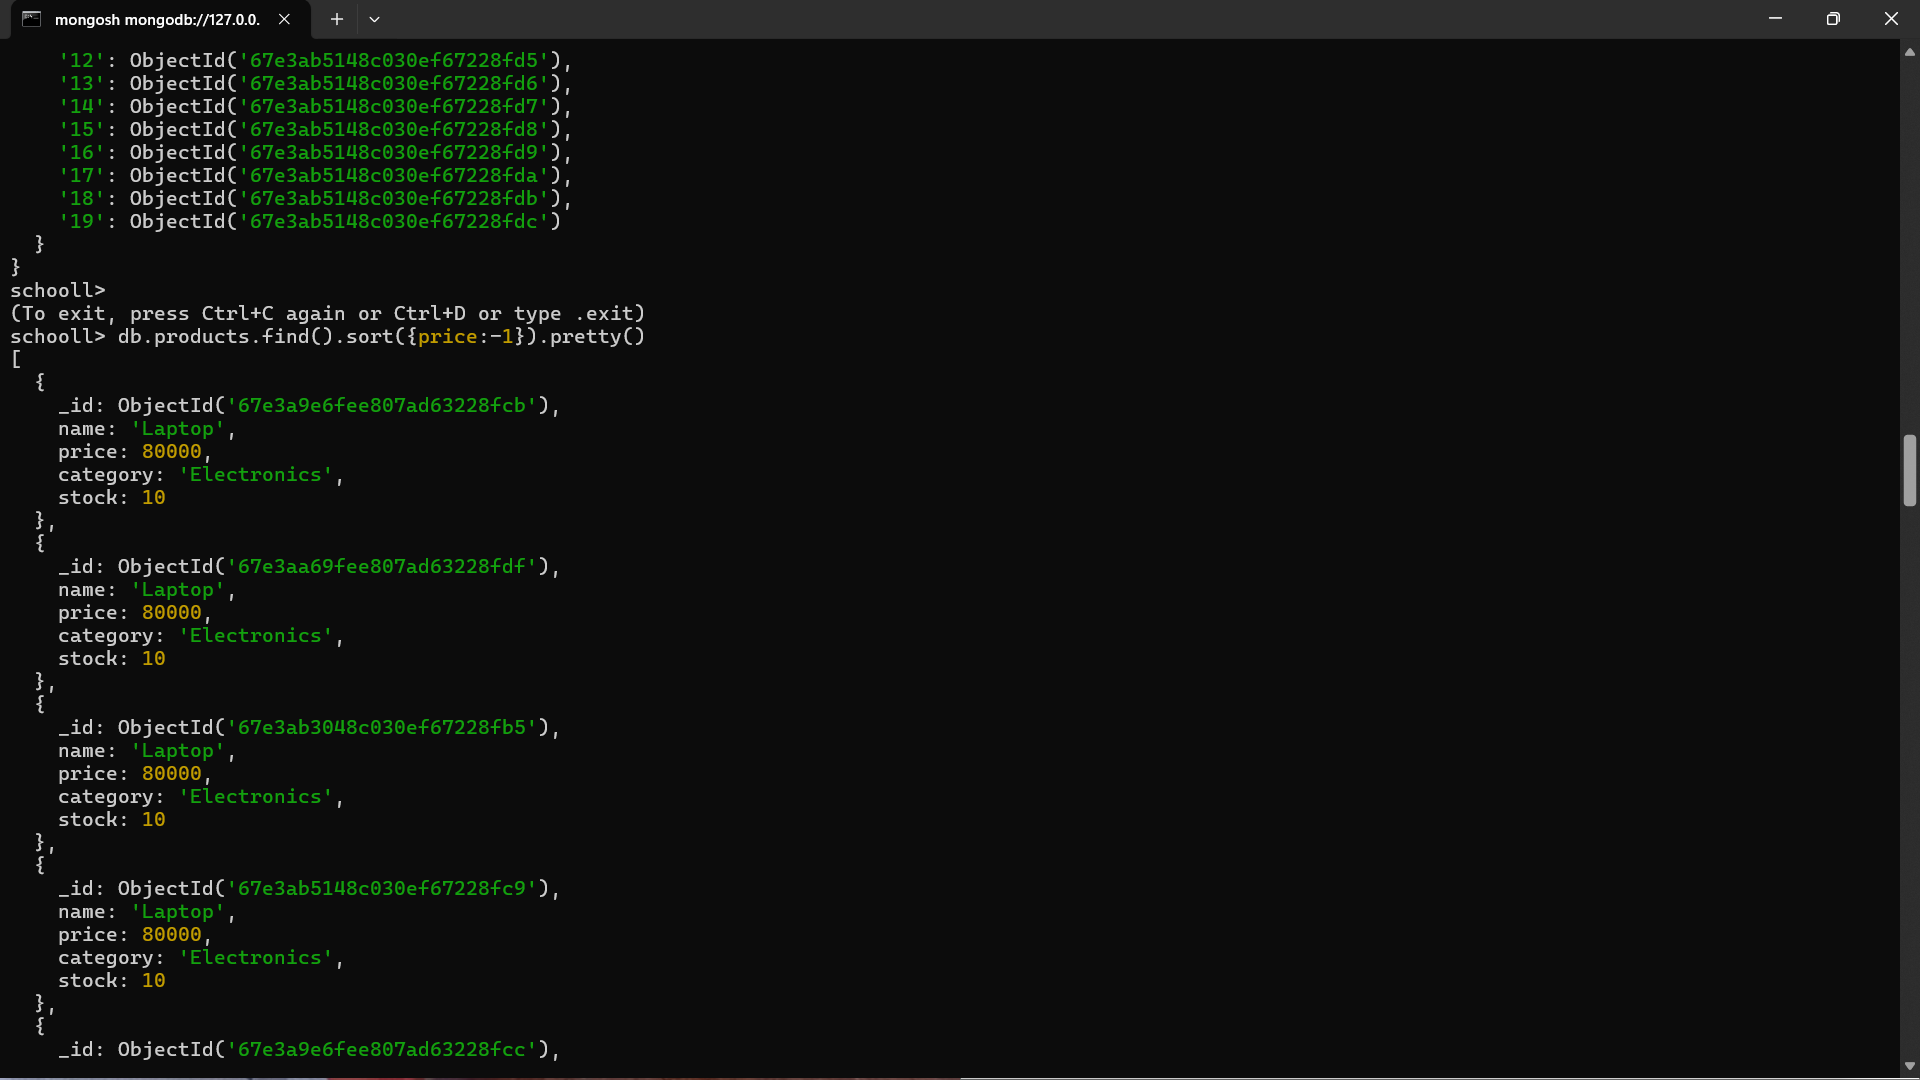 mongosh mongodb://127.0.0.
'12': ObjectId('67e3ab5148c030ef67228fd5'),
'13': ObjectId('67e3ab5148c030ef67228fd6'),
'14': ObjectId('67e3ab5148c030ef67228fd7'),
'15': ObjectId('67e3ab5148c030ef67228fd8'),
'16': ObjectId('67e3ab5148c030ef67228fd9'),
'17': ObjectId('67e3ab5148c030ef67228fda'),
'18': ObjectId('67e3ab5148c030ef67228fdb'),
'19': ObjectId('67e3ab5148c030ef67228fdc')
}
}
schooll>
(To exit, press Ctrl+C again or Ctrl+D or type .exit)
schooll> db.products.find().sort({price:-1}).pretty()
[
{
_id: ObjectId('67e3a9e6fee807ad63228fcb'),
name: 'Laptop',
price: 80000,
category: 'Electronics',
stock: 10
},
{
_id: ObjectId('67e3aa69fee807ad63228fdf'),
name: 'Laptop',
price: 80000,
category: 'Electronics',
stock: 10
},
{
_id: ObjectId('67e3ab3048c030ef67228fb5'),
name: 'Laptop',
price: 80000,
category: 'Electronics',
stock: 10
},
{
_id: ObjectId('67e3ab5148c030ef67228fc9'),
name: 'Laptop',
price: 80000,
category: 'Electronics',
stock: 10
},
{
_id: ObjectId('67e3a9e6fee807ad63228fcc'),